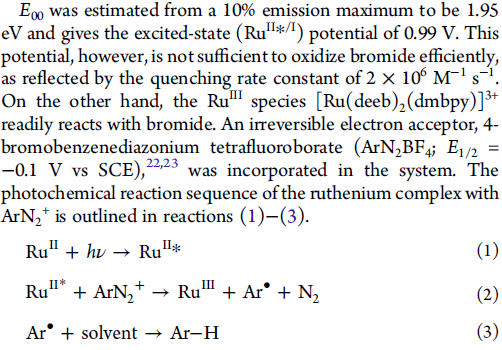 E₀₀ was estimated from a 10% emission maximum to be 1.95
eV and gives the excited-state (Ruᴵᴵ*/ᴵ) potential of 0.99 V. This
potential, however, is not sufficient to oxidize bromide efficiently,
as reflected by the quenching rate constant of 2 × 10⁶ M⁻¹ s⁻¹.
On the other hand, the Ruᴵᴵᴵ species [Ru(deeb)₂(dmbpy)]³⁺
readily reacts with bromide. An irreversible electron acceptor, 4-
bromobenzenediazonium tetrafluoroborate (ArN₂BF₄; E₁/₂ =
−0.1 V vs SCE),²²,²³ was incorporated in the system. The
photochemical reaction sequence of the ruthenium complex with
ArN₂⁺ is outlined in reactions (1)−(3).
Ruᴵᴵ + hν → Ruᴵᴵ* (1)
Ruᴵᴵ* + ArN₂⁺ → Ruᴵᴵᴵ + Ar• + N₂ (2)
Ar• + solvent → Ar−H (3)